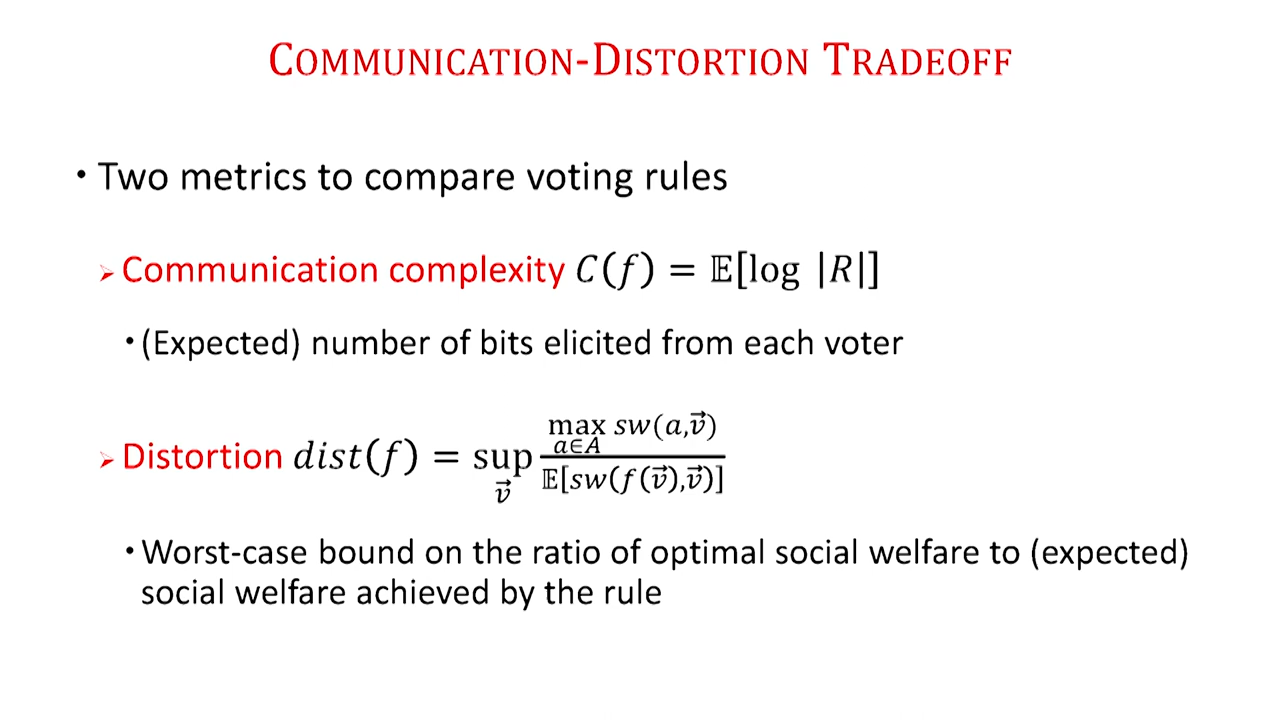 COMMUNICATION-DISTORTION TRADEOFF
• Two metrics to compare voting rules
➢ Communication complexity C(f) = 𝔼[log |R|]
• (Expected) number of bits elicited from each voter
➢ Distortion dist(f) = sup_{v⃗} max_{a∈A} sw(a,v⃗) / 𝔼[sw(f(v⃗),v⃗)]
• Worst-case bound on the ratio of optimal social welfare to (expected)
social welfare achieved by the rule